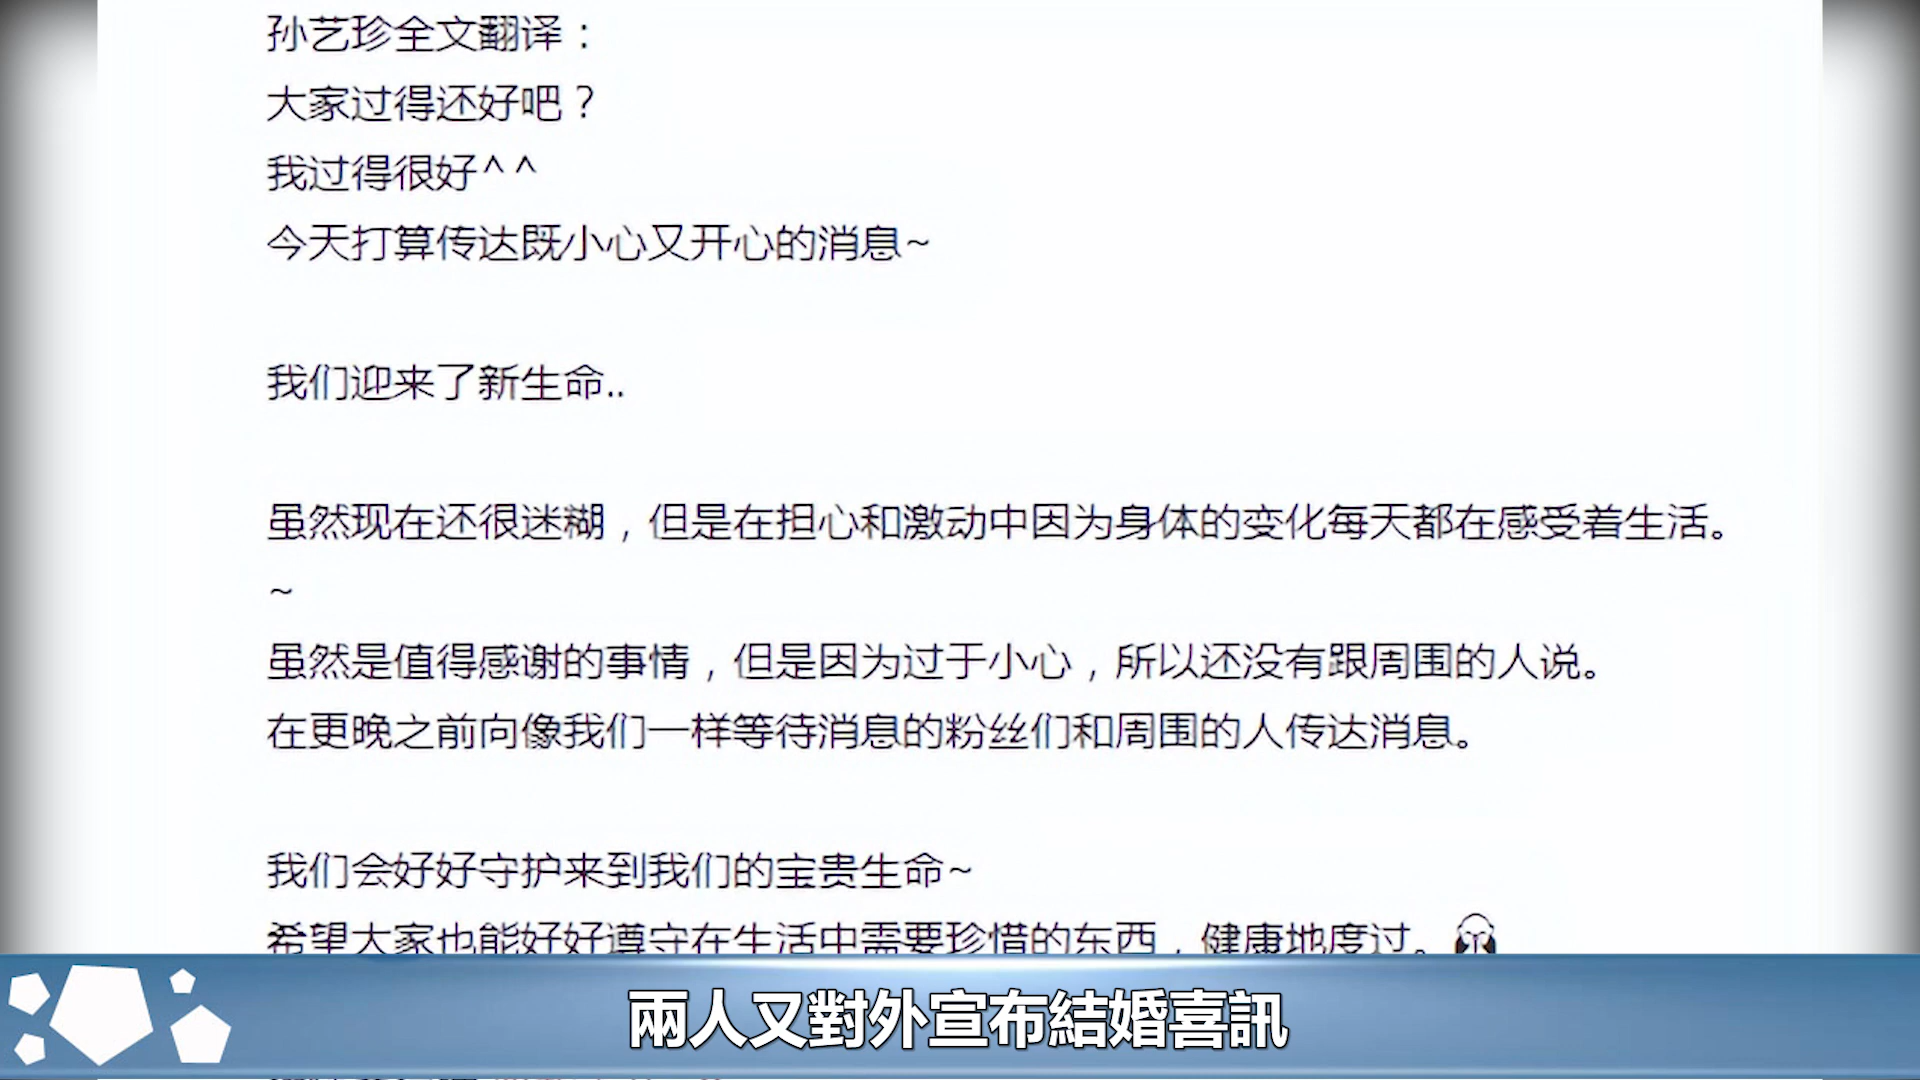 孙艺珍全文翻译：
大家过得还好吧？
我过得很好^^
今天打算传达既小心又开心的消息~
我们迎来了新生命..
虽然现在还很迷糊，但是在担心和激动中因为身体的变化每天都在感受着生活。
~
虽然是值得感谢的事情，但是因为过于小心，所以还没有跟周围的人说。
在更晚之前向像我们一样等待消息的粉丝们和周围的人传达消息。
我们会好好守护来到我们的宝贵生命~
希望大家也能好好遵守在生活中需要珍惜的东西，健康地度过。
兩人又對外宣布結婚喜訊